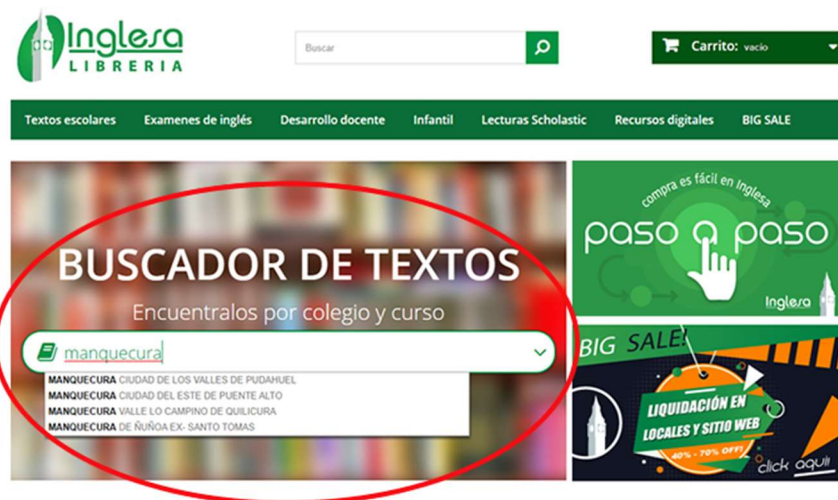 Inglesa
LIBRERIA
Buscar
Carrito: vacío
Textos escolares Examenes de inglés Desarrollo docente Infantil Lecturas Scholastic Recursos digitales BIG SALE
BUSCADOR DE TEXTOS
Encuentralos por colegio y curso
manquecura
MANQUECURA CIUDAD DE LOS VALLES DE PUDAHUEL
MANQUECURA CIUDAD DEL ESTE DE PUENTE ALTO
MANQUECURA VALLE LO CAMPINO DE QUILICURA
MANQUECURA DE ÑUÑOA EX- SANTO TOMAS
compra es fácil en Inglesa
paso a paso
Inglesa
BIG SALE!
LIQUIDACIÓN EN
LOCALES Y SITIO WEB
40% - 70% OFF!
click aquí!